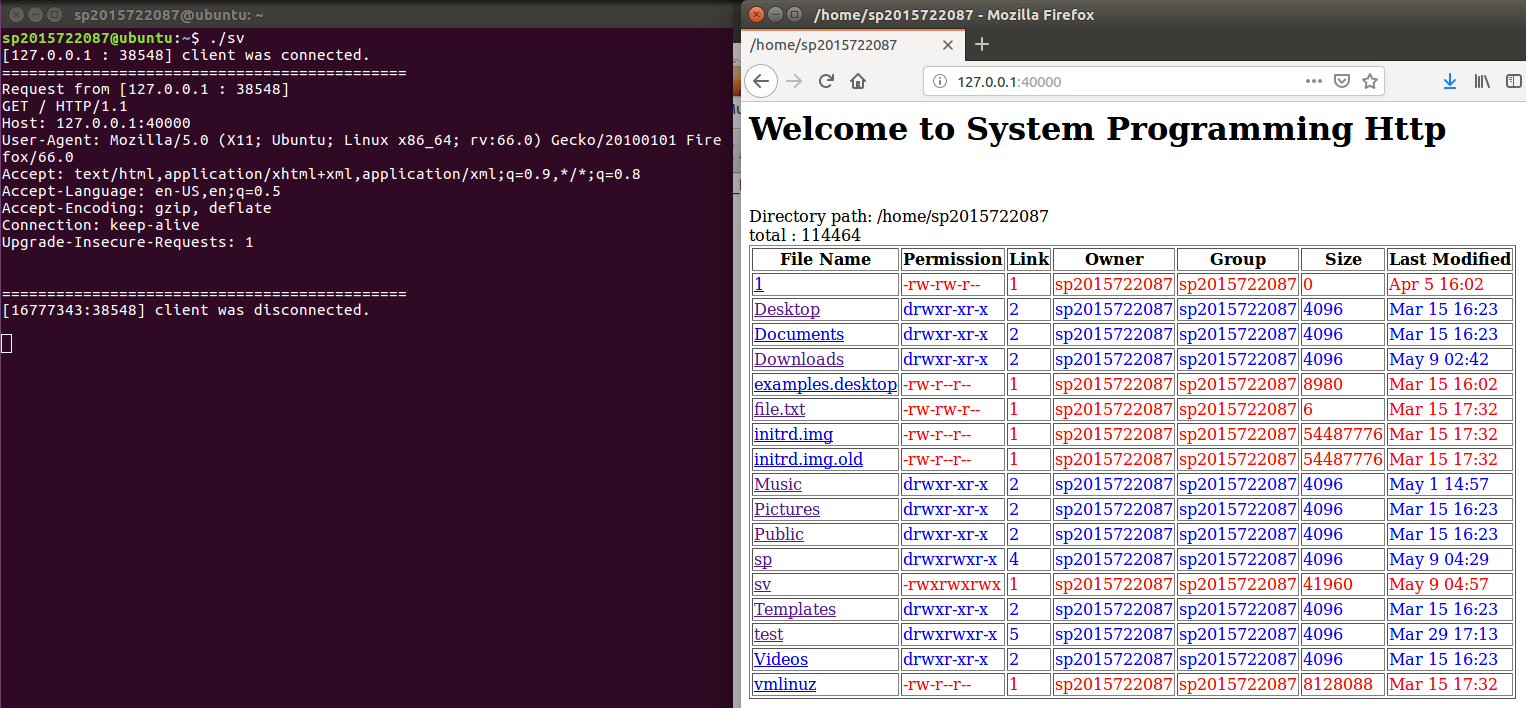 sp2015722087@ubuntu: ~
sp2015722087@ubuntu:~$ ./sv
[127.0.0.1 : 38548] client was connected.
=============================================
Request from [127.0.0.1 : 38548]
GET / HTTP/1.1
Host: 127.0.0.1:40000
User-Agent: Mozilla/5.0 (X11; Ubuntu; Linux x86_64; rv:66.0) Gecko/20100101 Fire
fox/66.0
Accept: text/html,application/xhtml+xml,application/xml;q=0.9,*/*;q=0.8
Accept-Language: en-US,en;q=0.5
Accept-Encoding: gzip, deflate
Connection: keep-alive
Upgrade-Insecure-Requests: 1
=============================================
[16777343:38548] client was disconnected.
/home/sp2015722087 - Mozilla Firefox
/home/sp2015722087
127.0.0.1:40000
Welcome to System Programming Http
Directory path: /home/sp2015722087
total : 114464
File Name Permission Link Owner Group Size Last Modified
1 -rw-rw-r-- 1 sp2015722087 sp2015722087 0 Apr 5 16:02
Desktop drwxr-xr-x 2 sp2015722087 sp2015722087 4096 Mar 15 16:23
Documents drwxr-xr-x 2 sp2015722087 sp2015722087 4096 Mar 15 16:23
Downloads drwxr-xr-x 2 sp2015722087 sp2015722087 4096 May 9 02:42
examples.desktop -rw-r--r-- 1 sp2015722087 sp2015722087 8980 Mar 15 16:02
file.txt -rw-rw-r-- 1 sp2015722087 sp2015722087 6 Mar 15 17:32
initrd.img -rw-r--r-- 1 sp2015722087 sp2015722087 54487776 Mar 15 17:32
initrd.img.old -rw-r--r-- 1 sp2015722087 sp2015722087 54487776 Mar 15 17:32
Music drwxr-xr-x 2 sp2015722087 sp2015722087 4096 May 1 14:57
Pictures drwxr-xr-x 2 sp2015722087 sp2015722087 4096 Mar 15 16:23
Public drwxr-xr-x 2 sp2015722087 sp2015722087 4096 Mar 15 16:23
sp drwxrwxr-x 4 sp2015722087 sp2015722087 4096 May 9 04:29
sv -rwxrwxrwx 1 sp2015722087 sp2015722087 41960 May 9 04:57
Templates drwxr-xr-x 2 sp2015722087 sp2015722087 4096 Mar 15 16:23
test drwxrwxr-x 5 sp2015722087 sp2015722087 4096 Mar 29 17:13
Videos drwxr-xr-x 2 sp2015722087 sp2015722087 4096 Mar 15 16:23
vmlinuz -rw-r--r-- 1 sp2015722087 sp2015722087 8128088 Mar 15 17:32